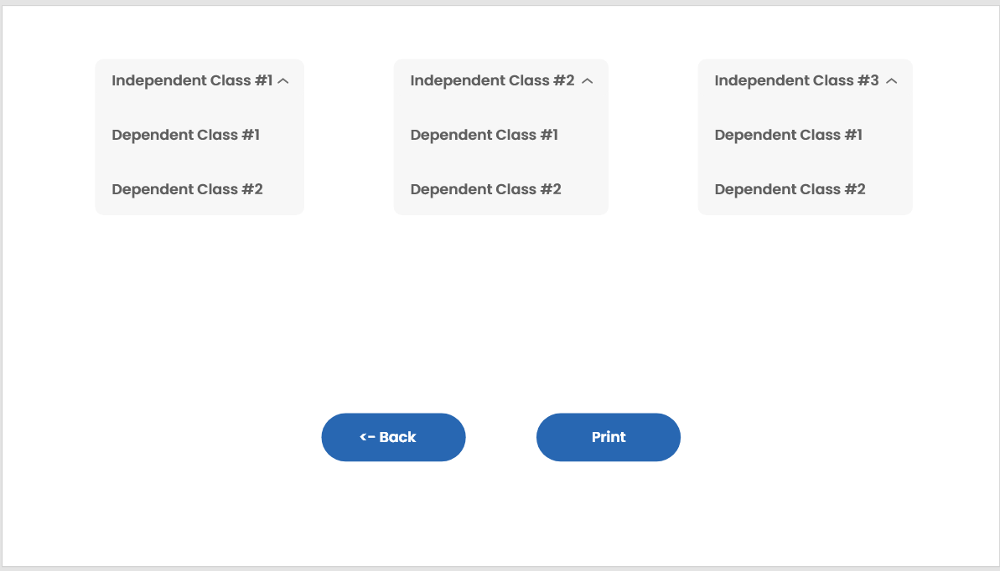 Independent Class #1
Dependent Class #1
Dependent Class #2
Independent Class #2
Dependent Class #1
Dependent Class #2
Independent Class #3
Dependent Class #1
Dependent Class #2
<- Back
Print